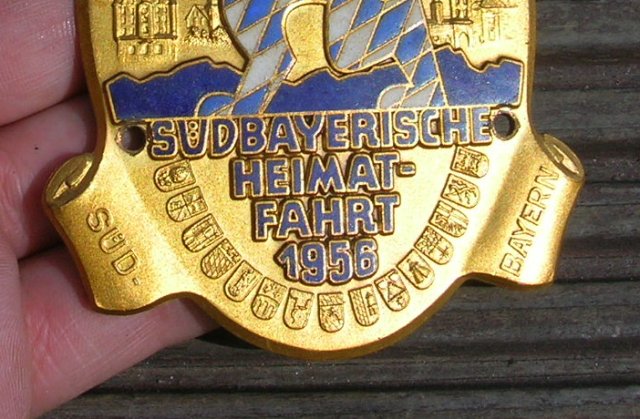 SÜDBAYERISCHE
HEIMAT-
FAHRT
1956
SÜD-
BAYERN